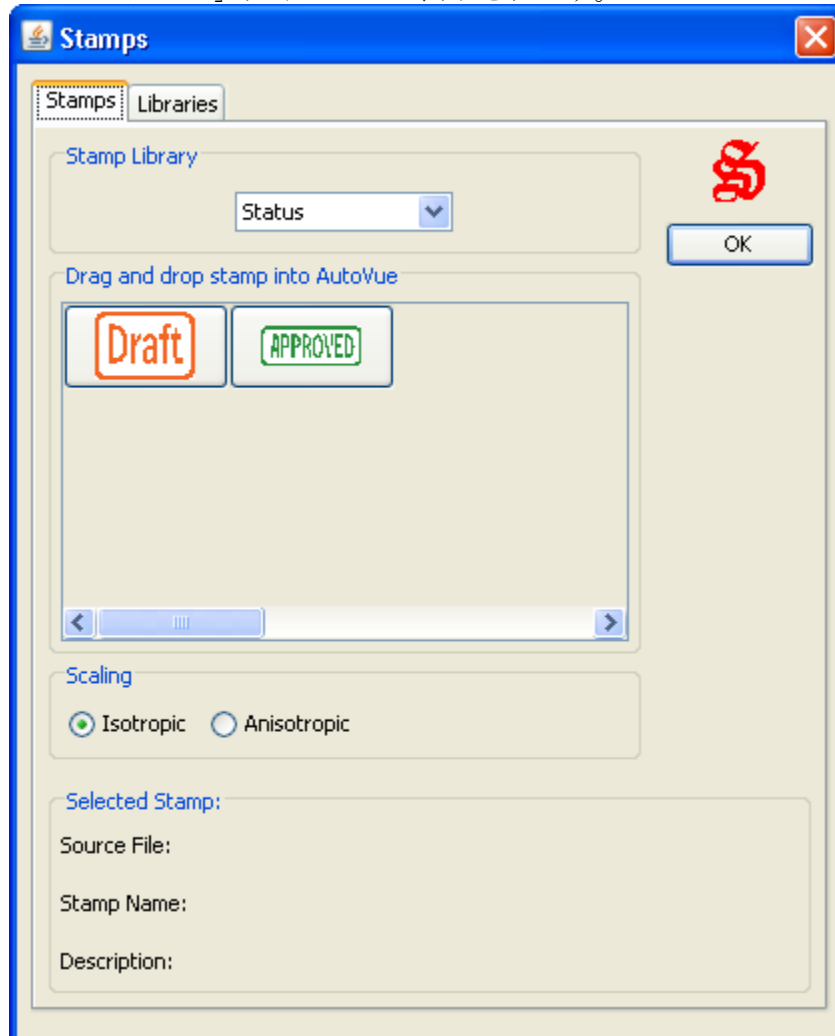 Stamps
Stamps Libraries
Stamp Library
Status
S
OK
Drag and drop stamp into AutoVue
Draft APPROVED
Scaling
Isotropic Anisotropic
Selected Stamp:
Source File:
Stamp Name:
Description: